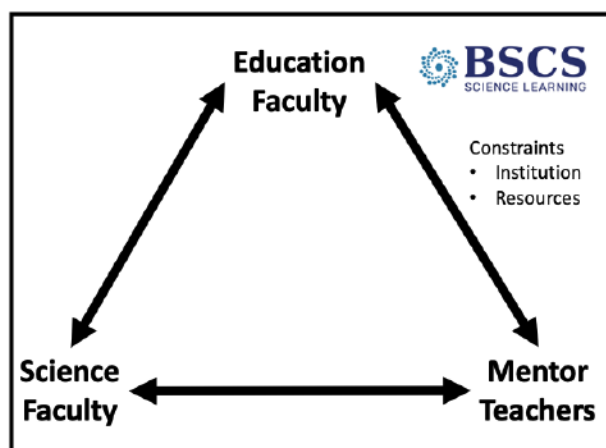 Education
Faculty
BSCS
SCIENCE LEARNING
Constraints
• Institution
• Resources
Science
Faculty
Mentor
Teachers